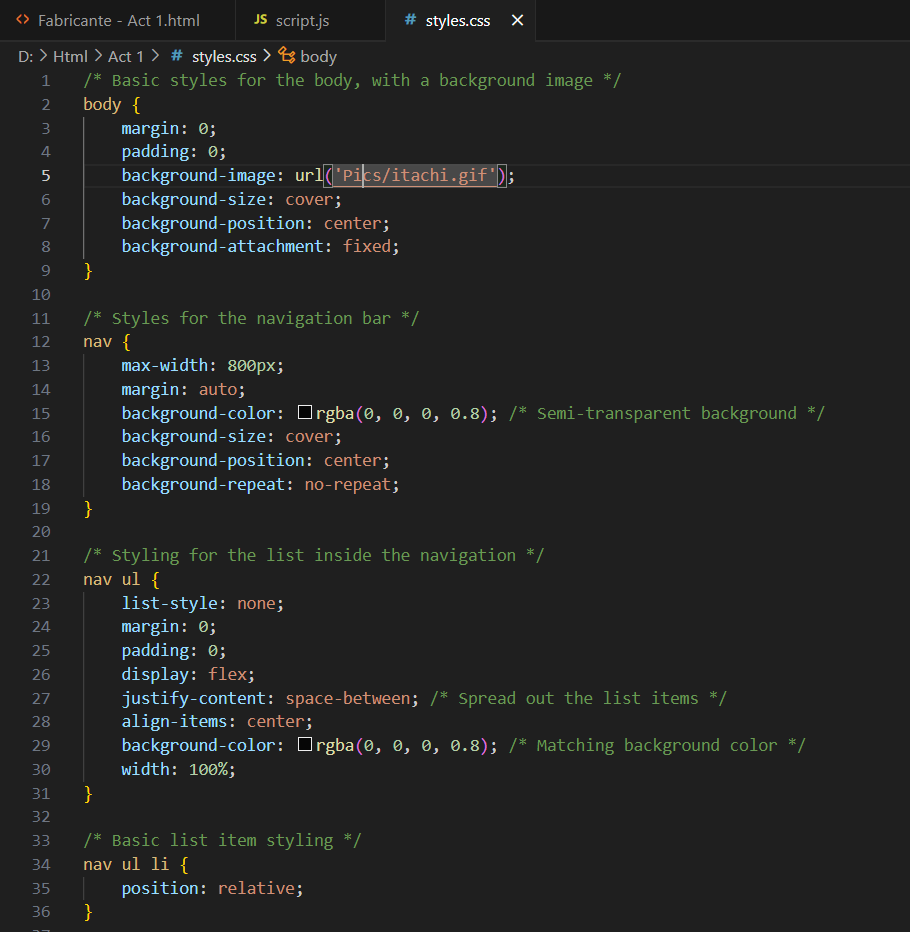 <> Fabricante - Act 1.html JS script.js # styles.css ×
D: > Html > Act 1 > # styles.css > body
1 /* Basic styles for the body, with a background image */
2 body {
3 margin: 0;
4 padding: 0;
5 background-image: url('Pics/itachi.gif');
6 background-size: cover;
7 background-position: center;
8 background-attachment: fixed;
9 }
10
11 /* Styles for the navigation bar */
12 nav {
13 max-width: 800px;
14 margin: auto;
15 background-color: rgba(0, 0, 0, 0.8); /* Semi-transparent background */
16 background-size: cover;
17 background-position: center;
18 background-repeat: no-repeat;
19 }
20
21 /* Styling for the list inside the navigation */
22 nav ul {
23 list-style: none;
24 margin: 0;
25 padding: 0;
26 display: flex;
27 justify-content: space-between; /* Spread out the list items */
28 align-items: center;
29 background-color: rgba(0, 0, 0, 0.8); /* Matching background color */
30 width: 100%;
31 }
32
33 /* Basic list item styling */
34 nav ul li {
35 position: relative;
36 }